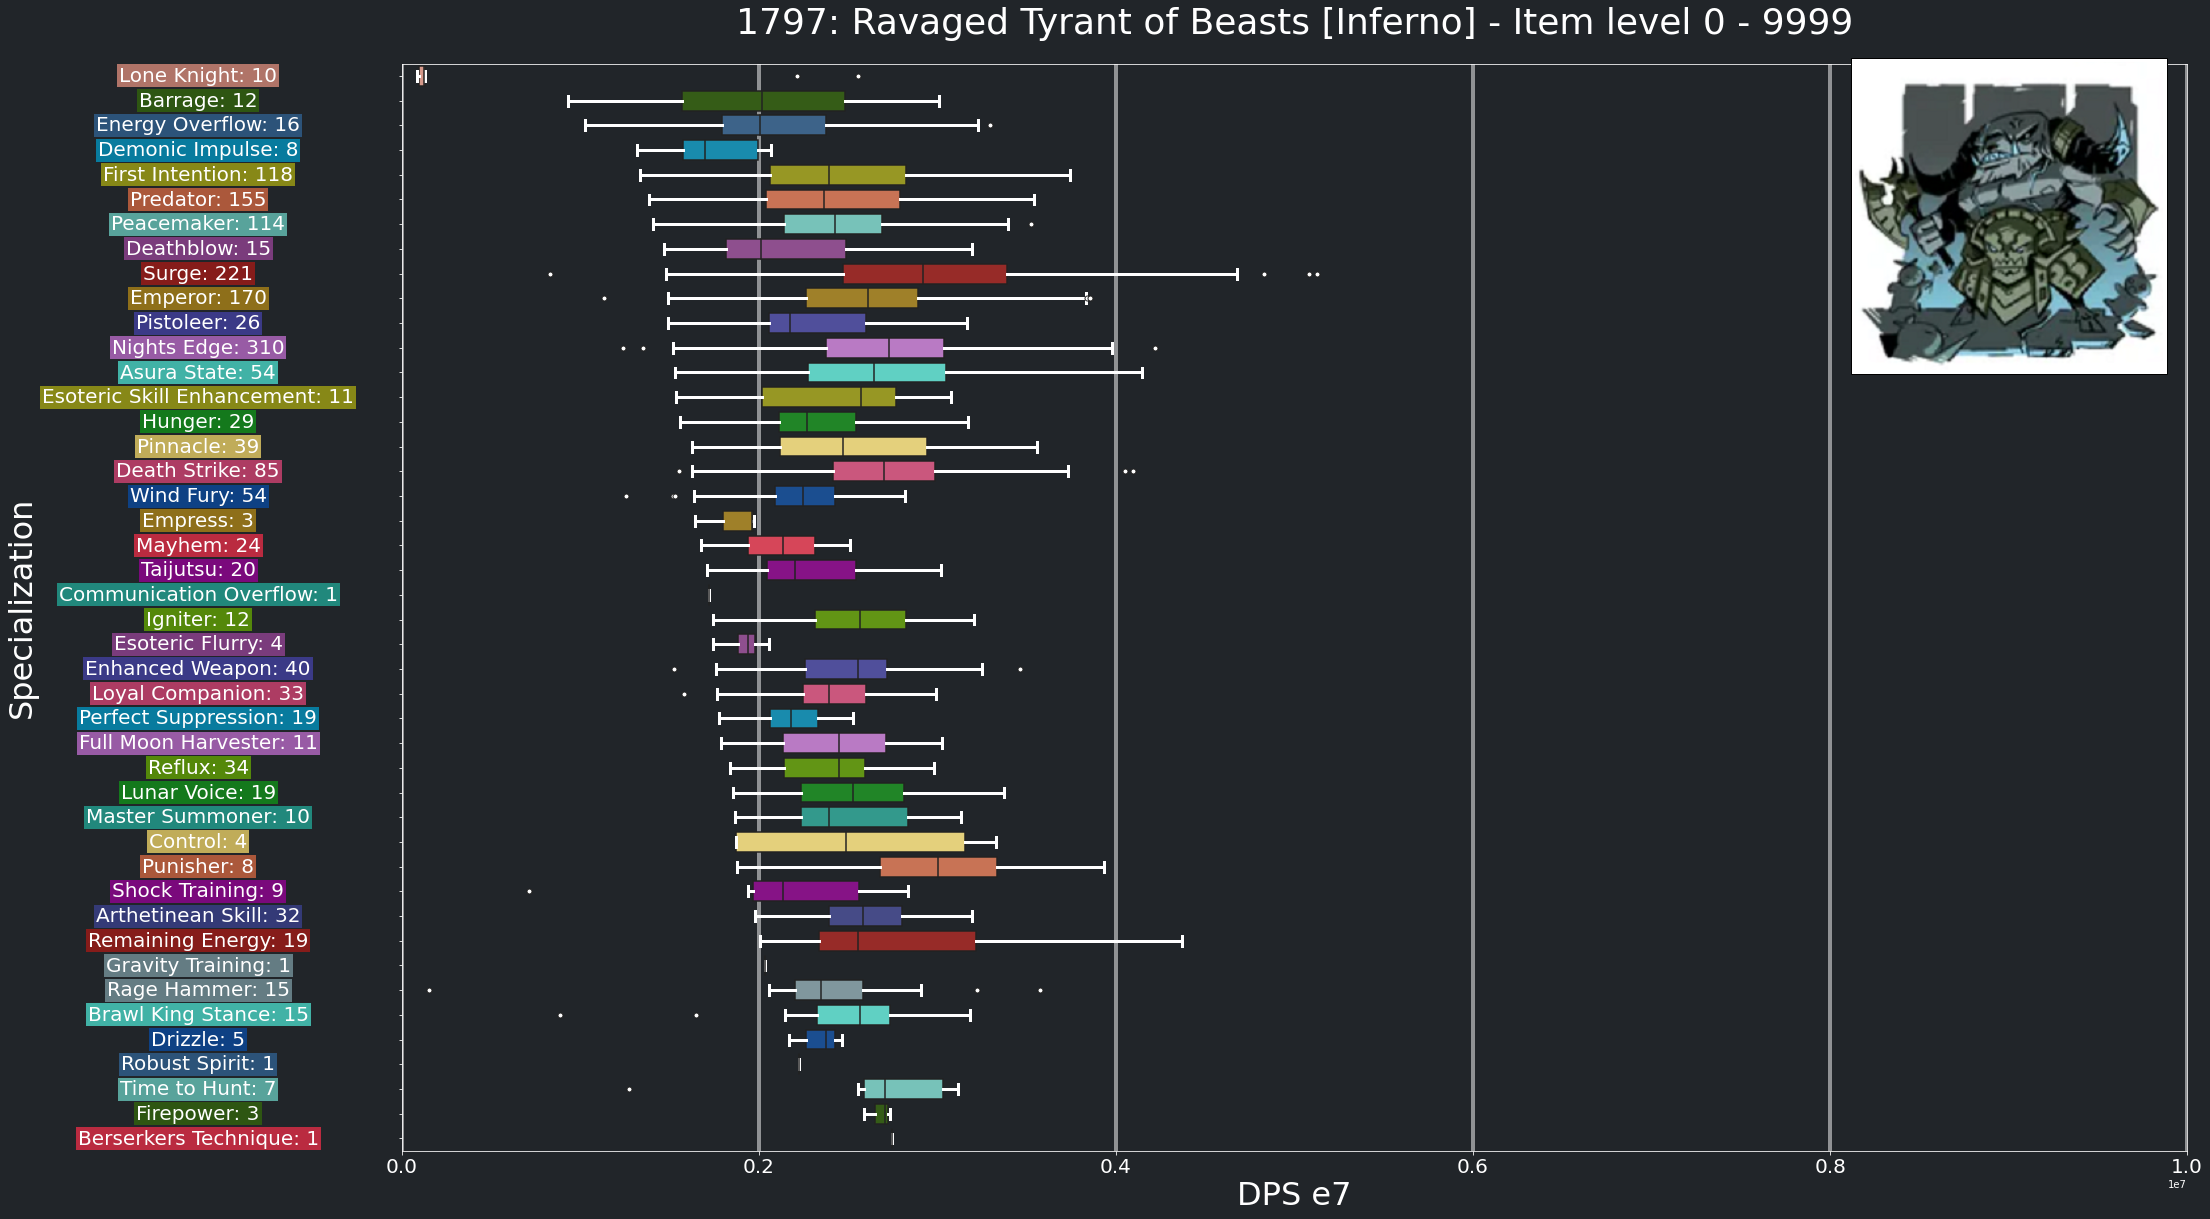 1797: Ravaged Tyrant of Beasts [Inferno] - Item level 0 - 9999
Specialization
Lone Knight: 10
Barrage: 12
Energy Overflow: 16
Demonic Impulse: 8
First Intention: 118
Predator: 155
Peacemaker: 114
Deathblow: 15
Surge: 221
Emperor: 170
Pistoleer: 26
Nights Edge: 310
Asura State: 54
Esoteric Skill Enhancement: 11
Hunger: 29
Pinnacle: 39
Death Strike: 85
Wind Fury: 54
Empress: 3
Mayhem: 24
Taijutsu: 20
Communication Overflow: 1
Igniter: 12
Esoteric Flurry: 4
Enhanced Weapon: 40
Loyal Companion: 33
Perfect Suppression: 19
Full Moon Harvester: 11
Reflux: 34
Lunar Voice: 19
Master Summoner: 10
Control: 4
Punisher: 8
Shock Training: 9
Arthetinean Skill: 32
Remaining Energy: 19
Gravity Training: 1
Rage Hammer: 15
Brawl King Stance: 15
Drizzle: 5
Robust Spirit: 1
Time to Hunt: 7
Firepower: 3
Berserkers Technique: 1
0.0 0.2 0.4 0.6 0.8 1.0
1e7
DPS e7